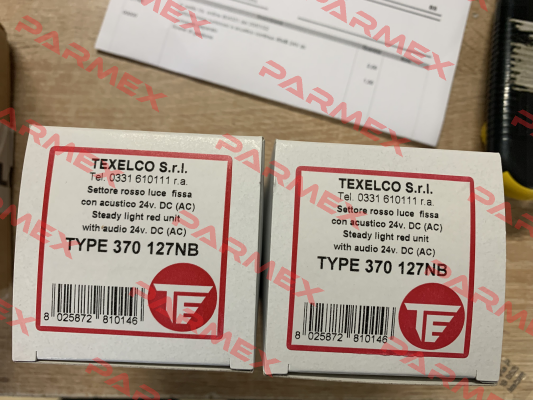 PARMEX
TEXELCO S.r.l.
Tel. 0331 610111 r.a.
Settore rosso luce fissa
con acustico 24v. DC (AC)
Steady light red unit
with audio 24v. DC (AC)
TYPE 370 127NB
8 025872 810146
TE
TEXELCO S.r.l.
Tel. 0331 610111 r.a.
Settore rosso luce fissa
con acustico 24v. DC (AC)
Steady light red unit
with audio 24v. DC (AC)
TYPE 370 127NB
8 025872 810146
TE